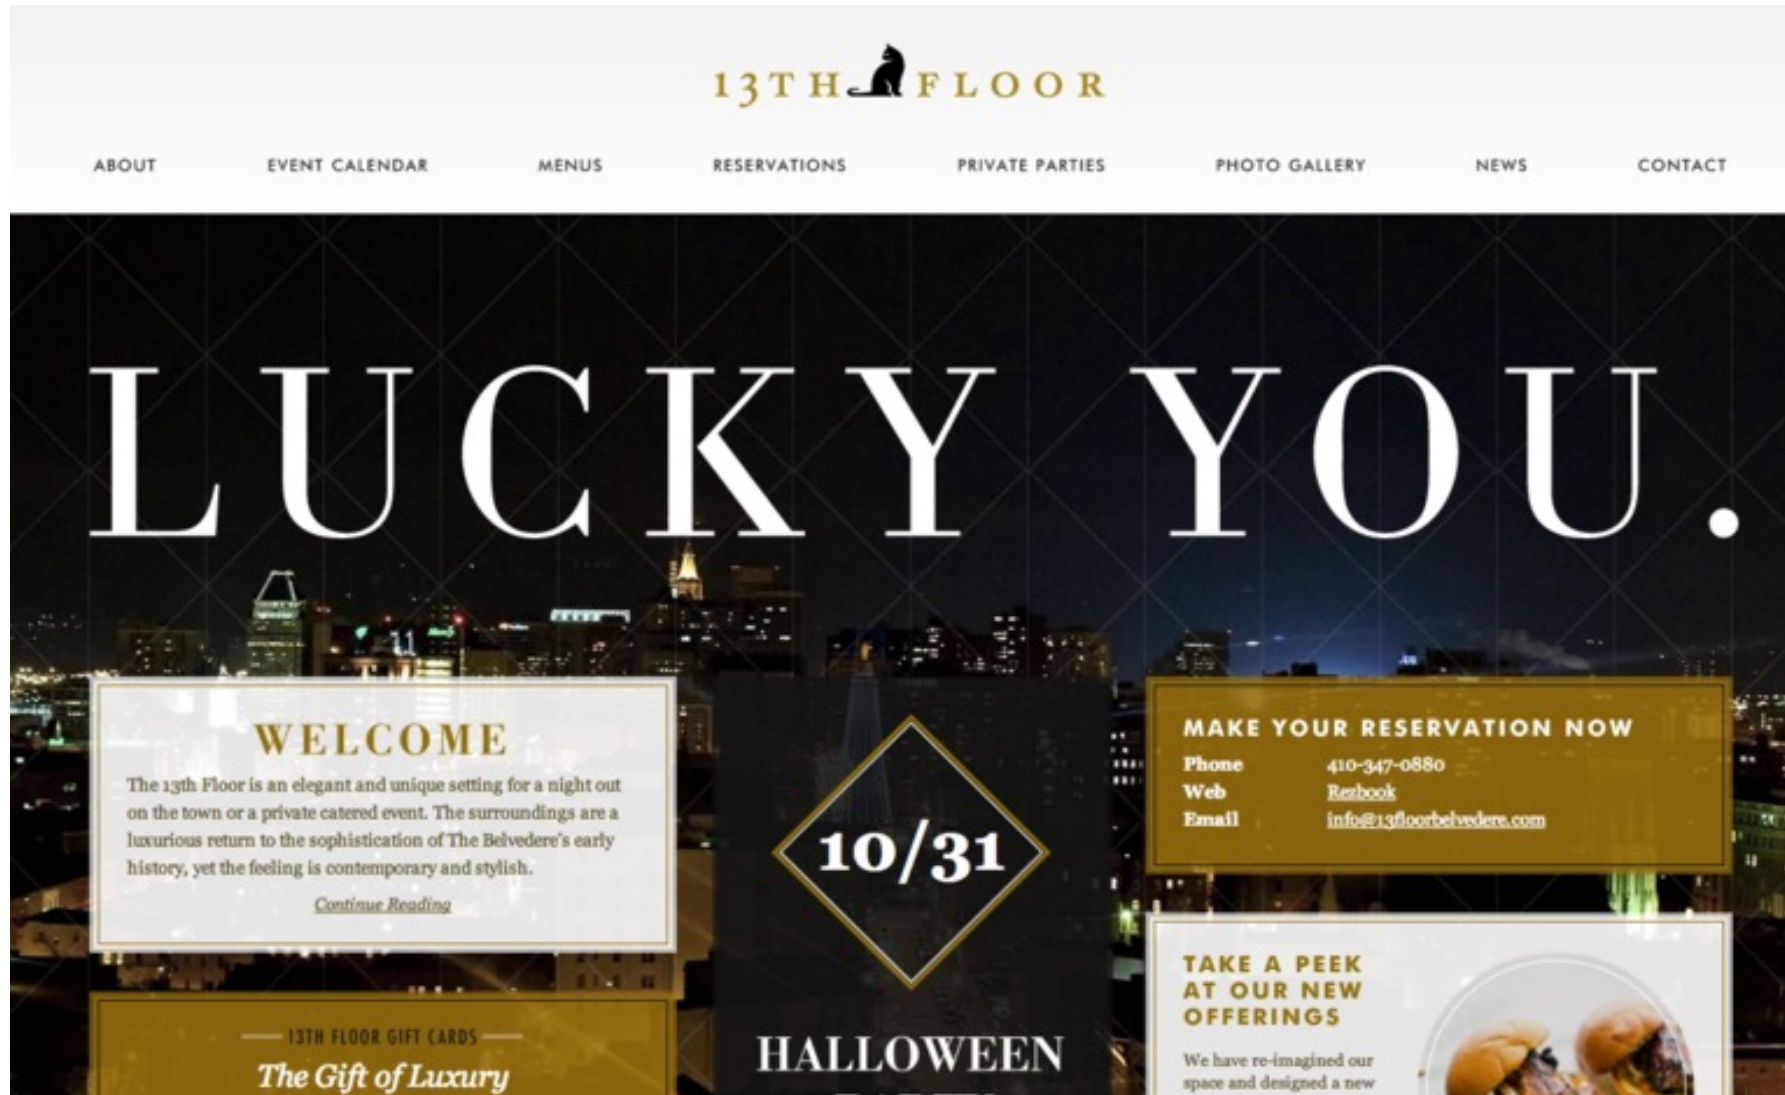 13TH FLOOR
ABOUT
EVENT CALENDAR
MENUS
RESERVATIONS
PRIVATE PARTIES
PHOTO GALLERY
NEWS
CONTACT
LUCKY YOU.
WELCOME
The 13th Floor is an elegant and unique setting for a night out
on the town or a private catered event. The surroundings are a
luxurious return to the sophistication of The Belvedere's early
history, yet the feeling is contemporary and stylish.
Continue Reading
13TH FLOOR GIFT CARDS
The Gift of Luxury
10/31
HALLOWEEN
MAKE YOUR RESERVATION NOW
Phone 410-347-0880
Web Rezbook
Email info@13floorbelvedere.com
TAKE A PEEK
AT OUR NEW
OFFERINGS
We have re-imagined our
space and designed a new